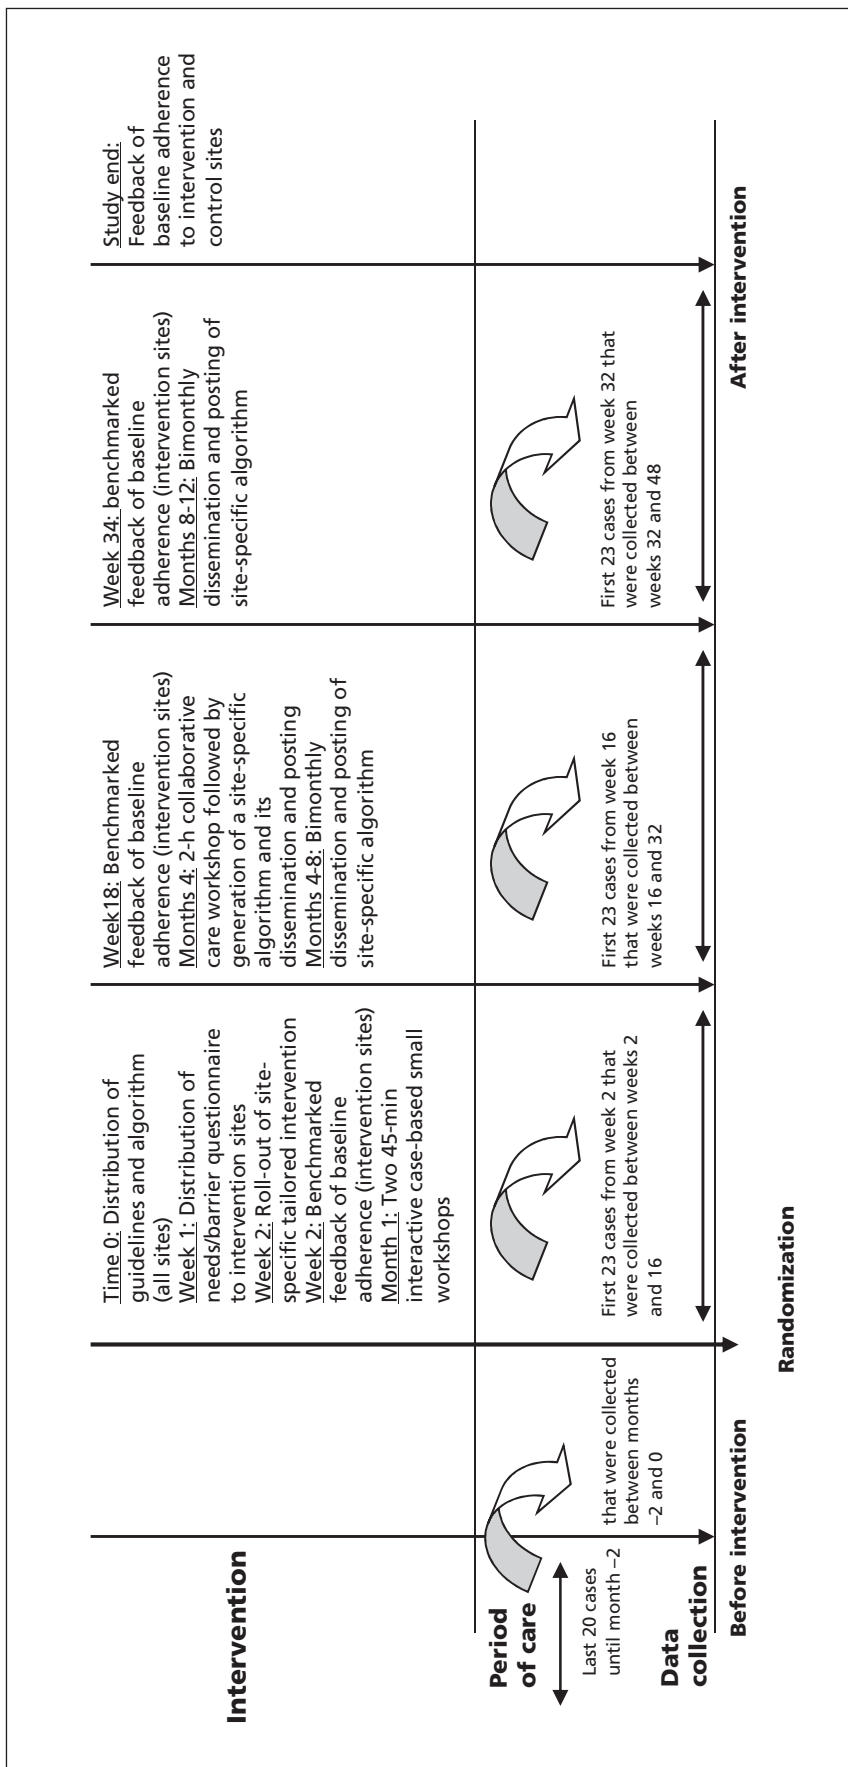 Intervention
Time 0: Distribution of
guidelines and algorithm
(all sites)
Week 1: Distribution of
needs/barrier questionnaire
to intervention sites
Week 2: Roll-out of site-
specific tailored intervention
Week 2: Benchmarked
feedback of baseline
adherence (intervention sites)
Month 1: Two 45-min
interactive case-based small
workshops
Week18: Benchmarked
feedback of baseline
adherence (intervention sites)
Months 4: 2-h collaborative
care workshop followed by
generation of a site-specific
algorithm and its
dissemination and posting
Months 4-8: Bimonthly
dissemination and posting of
site-specific algorithm
Week 34: benchmarked
feedback of baseline
adherence (intervention sites)
Months 8-12: Bimonthly
dissemination and posting of
site-specific algorithm
Study end:
Feedback of
baseline adherence
to intervention and
control sites
Period
of care
Last 20 cases
until month –2
that were collected
between months
–2 and 0
First 23 cases from week 2 that
were collected between weeks 2
and 16
First 23 cases from week 16
that were collected between
weeks 16 and 32
First 23 cases from week 32 that
were collected between
weeks 32 and 48
Data
collection
Before intervention
After intervention
Randomization